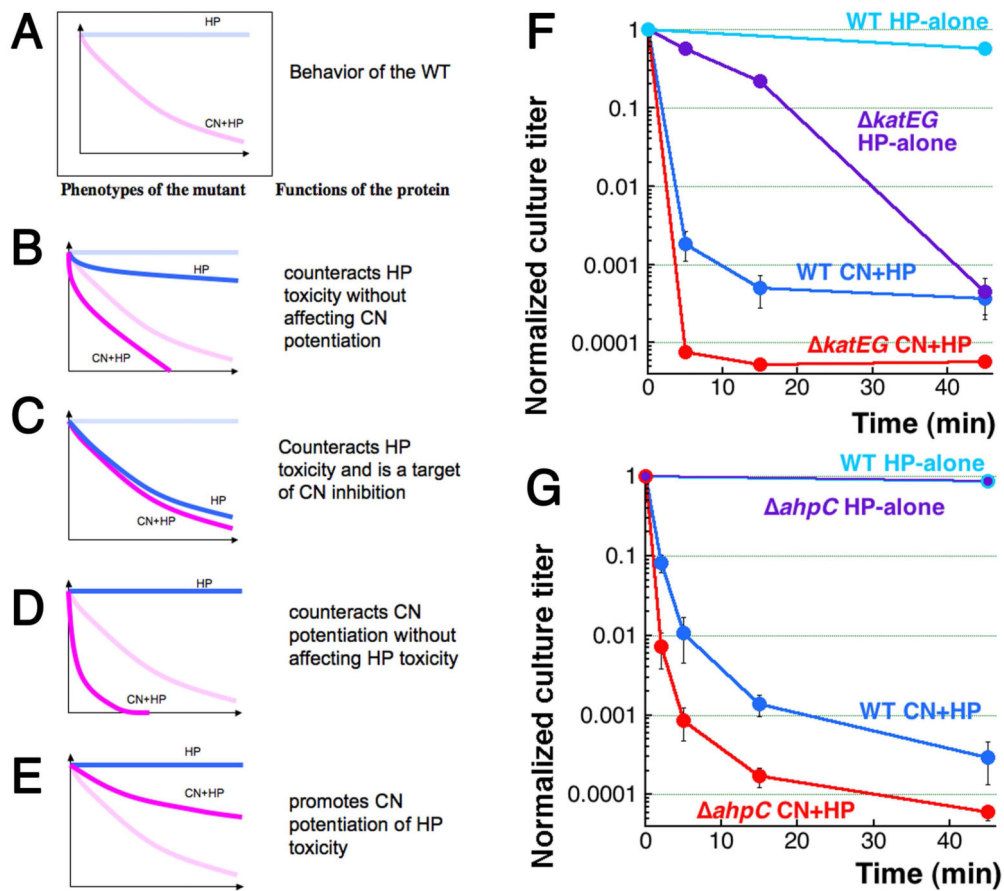 A
HP
CN+HP
Behavior of the WT
Phenotypes of the mutant
Functions of the protein
B
HP
CN+HP
counteracts HP
toxicity without
affecting CN
potentiation
C
HP
CN+HP
Counteracts HP
toxicity and is a target
of CN inhibition
D
HP
CN+HP
counteracts CN
potentiation without
affecting HP toxicity
E
HP
CN+HP
promotes CN
potentiation of HP
toxicity
F
Normalized culture titer
1
0.1
0.01
0.001
0.0001
WT HP-alone
ΔkatEG
HP-alone
WT CN+HP
ΔkatEG CN+HP
0 10 20 30 40
Time (min)
G
Normalized culture titer
1
0.1
0.01
0.001
0.0001
WT HP-alone
ΔahpC HP-alone
WT CN+HP
ΔahpC CN+HP
0 10 20 30 40
Time (min)